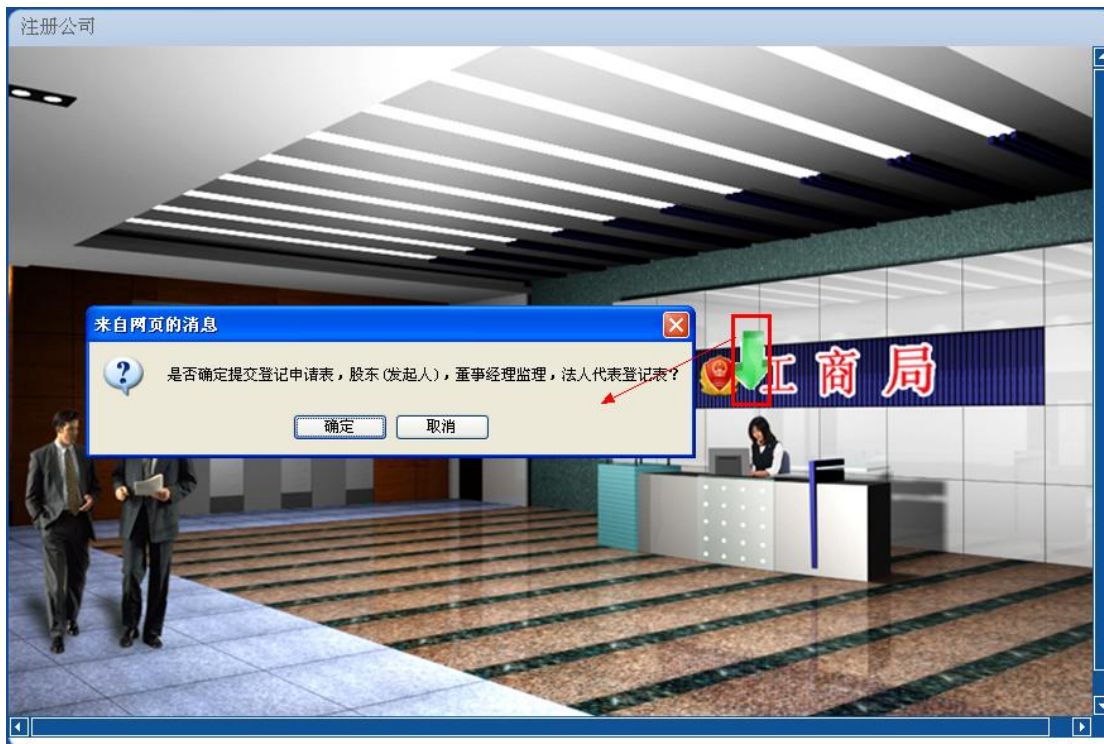 注册公司
来自网页的消息
是否确定提交登记申请表，股东(发起人)，董事经理监理，法人代表登记表？
确定
取消
工商局